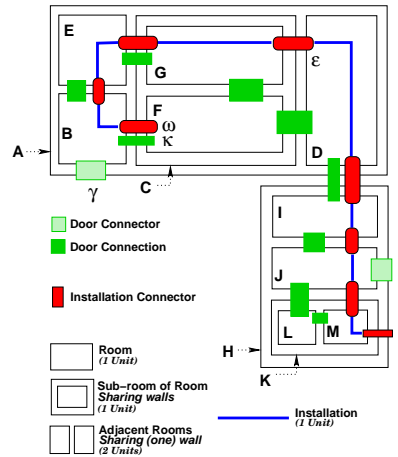 E
G
ε
B
F
ω
κ
A
D
γ
C
I
Door Connector
Door Connection
J
Installation Connector
L
M
H
K
Room
(1 Unit)
Sub-room of Room
Sharing walls
(1 Unit)
Installation
(1 Unit)
Adjacent Rooms
Sharing (one) wall
(2 Units)